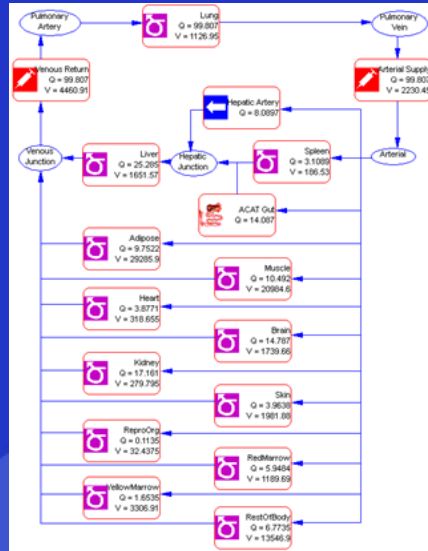 Pulmonary
Artery
Lung
Q = 99.807
V = 1126.95
Pulmonary
Vein
Venous Return
Q = 99.807
V = 4460.91
Arterial Supply
Q = 99.807
V = 2230.45
Hepatic Artery
Q = 8.0897
Venous
Junction
Liver
Q = 25.285
V = 1651.57
Hepatic
Junction
Spleen
Q = 3.1089
V = 186.53
Arterial
ACAT Gut
Q = 14.087
Adipose
Q = 9.7522
V = 29285.9
Muscle
Q = 10.492
V = 20984.6
Heart
Q = 3.8771
V = 318.655
Brain
Q = 14.787
V = 1739.66
Kidney
Q = 17.161
V = 279.795
Skin
Q = 3.9638
V = 1981.88
ReproOrg
Q = 0.1135
V = 32.4375
RedMarrow
Q = 5.9484
V = 1189.69
YellowMarrow
Q = 1.6535
V = 3306.91
RestOfBody
Q = 6.7735
V = 13546.9